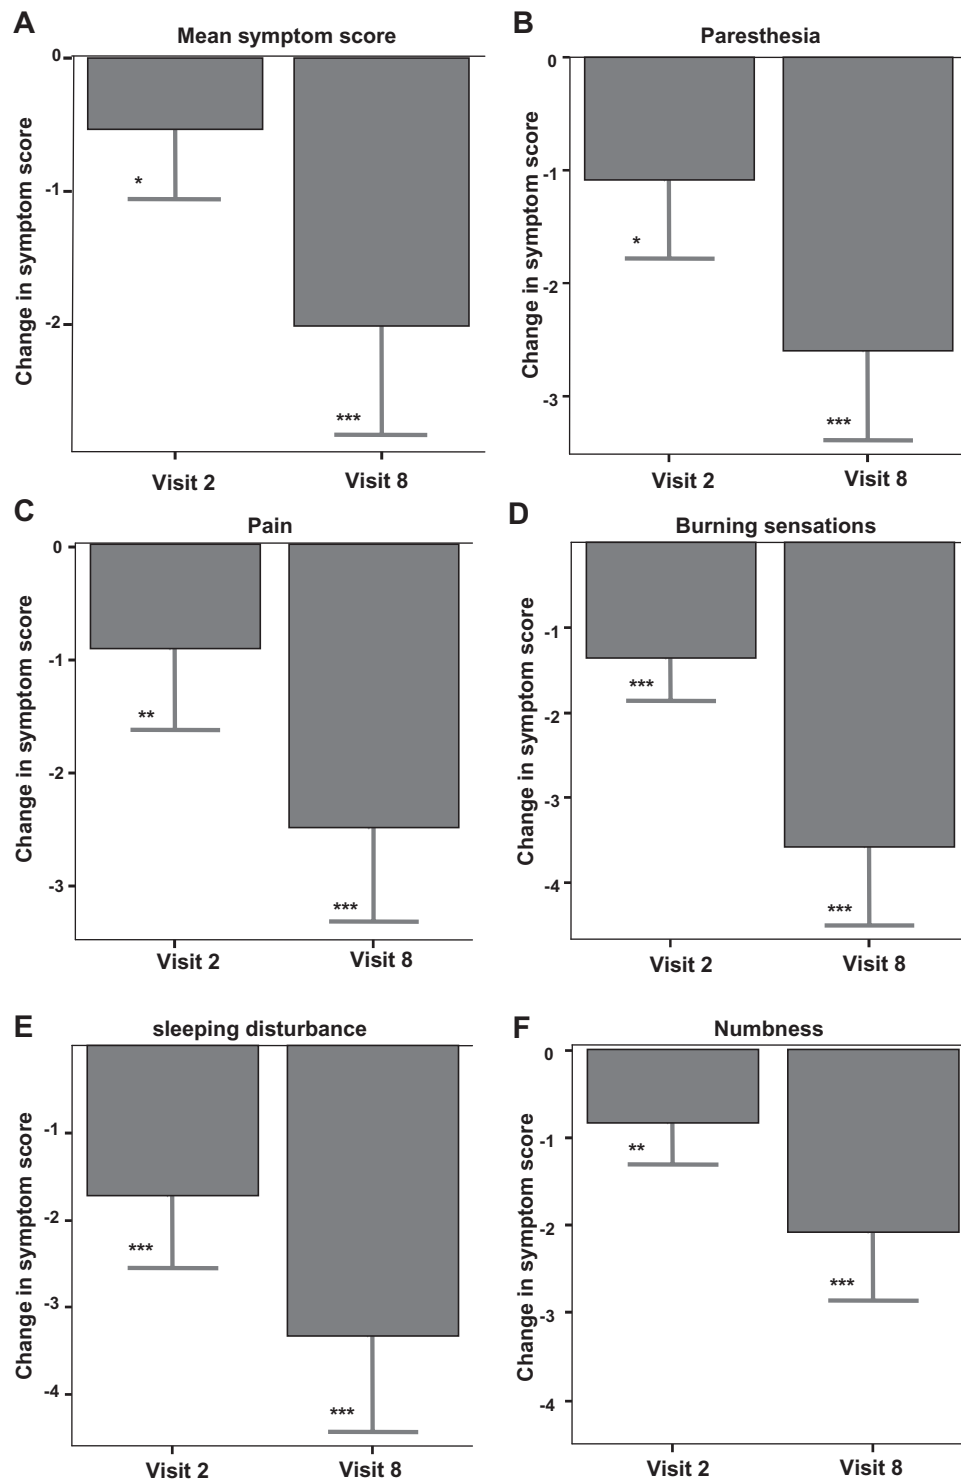 A
Mean symptom score
Change in symptom score
0
-1
-2
*
***
Visit 2
Visit 8
B
Paresthesia
Change in symptom score
0
-1
-2
-3
*
***
Visit 2
Visit 8
C
Pain
Change in symptom score
0
-1
-2
-3
**
***
Visit 2
Visit 8
D
Burning sensations
Change in symptom score
-1
-2
-3
-4
***
***
Visit 2
Visit 8
E
sleeping disturbance
Change in symptom score
-1
-2
-3
-4
***
***
Visit 2
Visit 8
F
Numbness
Change in symptom score
0
-1
-2
-3
-4
**
***
Visit 2
Visit 8